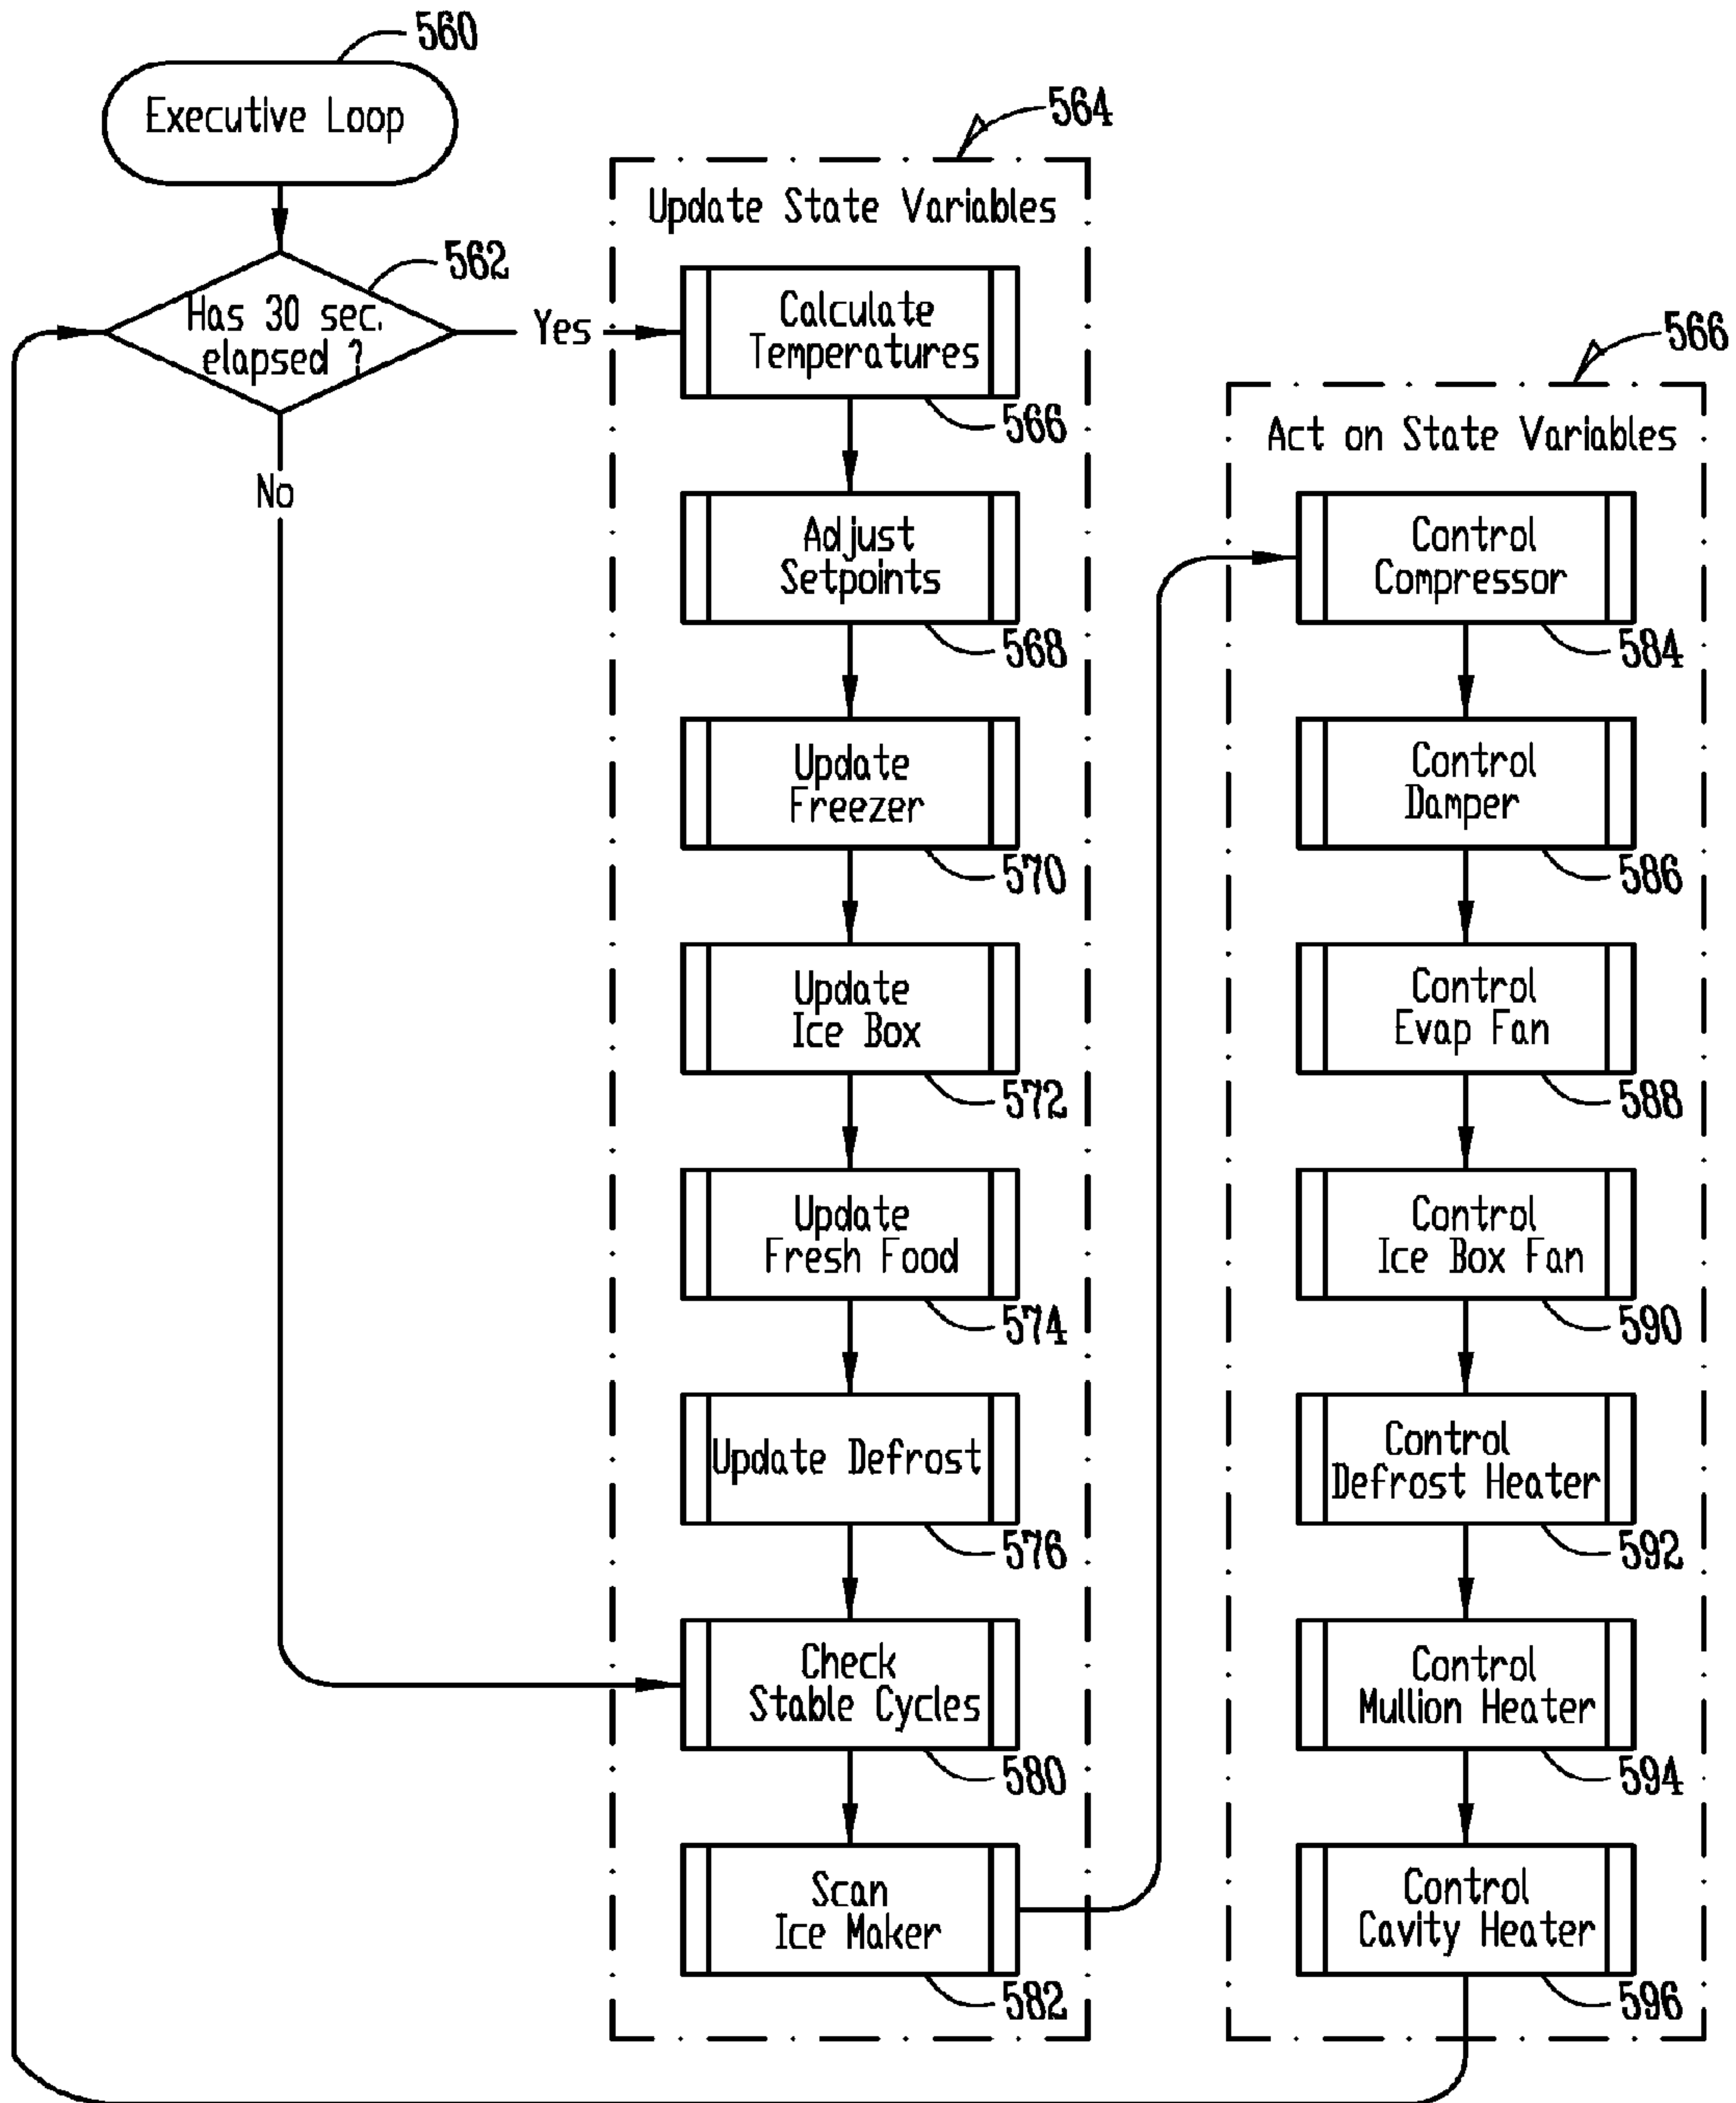 560
Executive Loop
562
Has 30 sec.
elapsed ?
Yes
No
564
Update State Variables
Calculate
Temperatures
566
Adjust
Setpoints
568
Update
Freezer
570
Update
Ice Box
572
Update
Fresh Food
574
Update Defrost
576
Check
Stable Cycles
580
Scan
Ice Maker
582
566
Act on State Variables
Control
Compressor
584
Control
Damper
586
Control
Evap Fan
588
Control
Ice Box Fan
590
Control
Defrost Heater
592
Control
Mullion Heater
594
Control
Cavity Heater
596